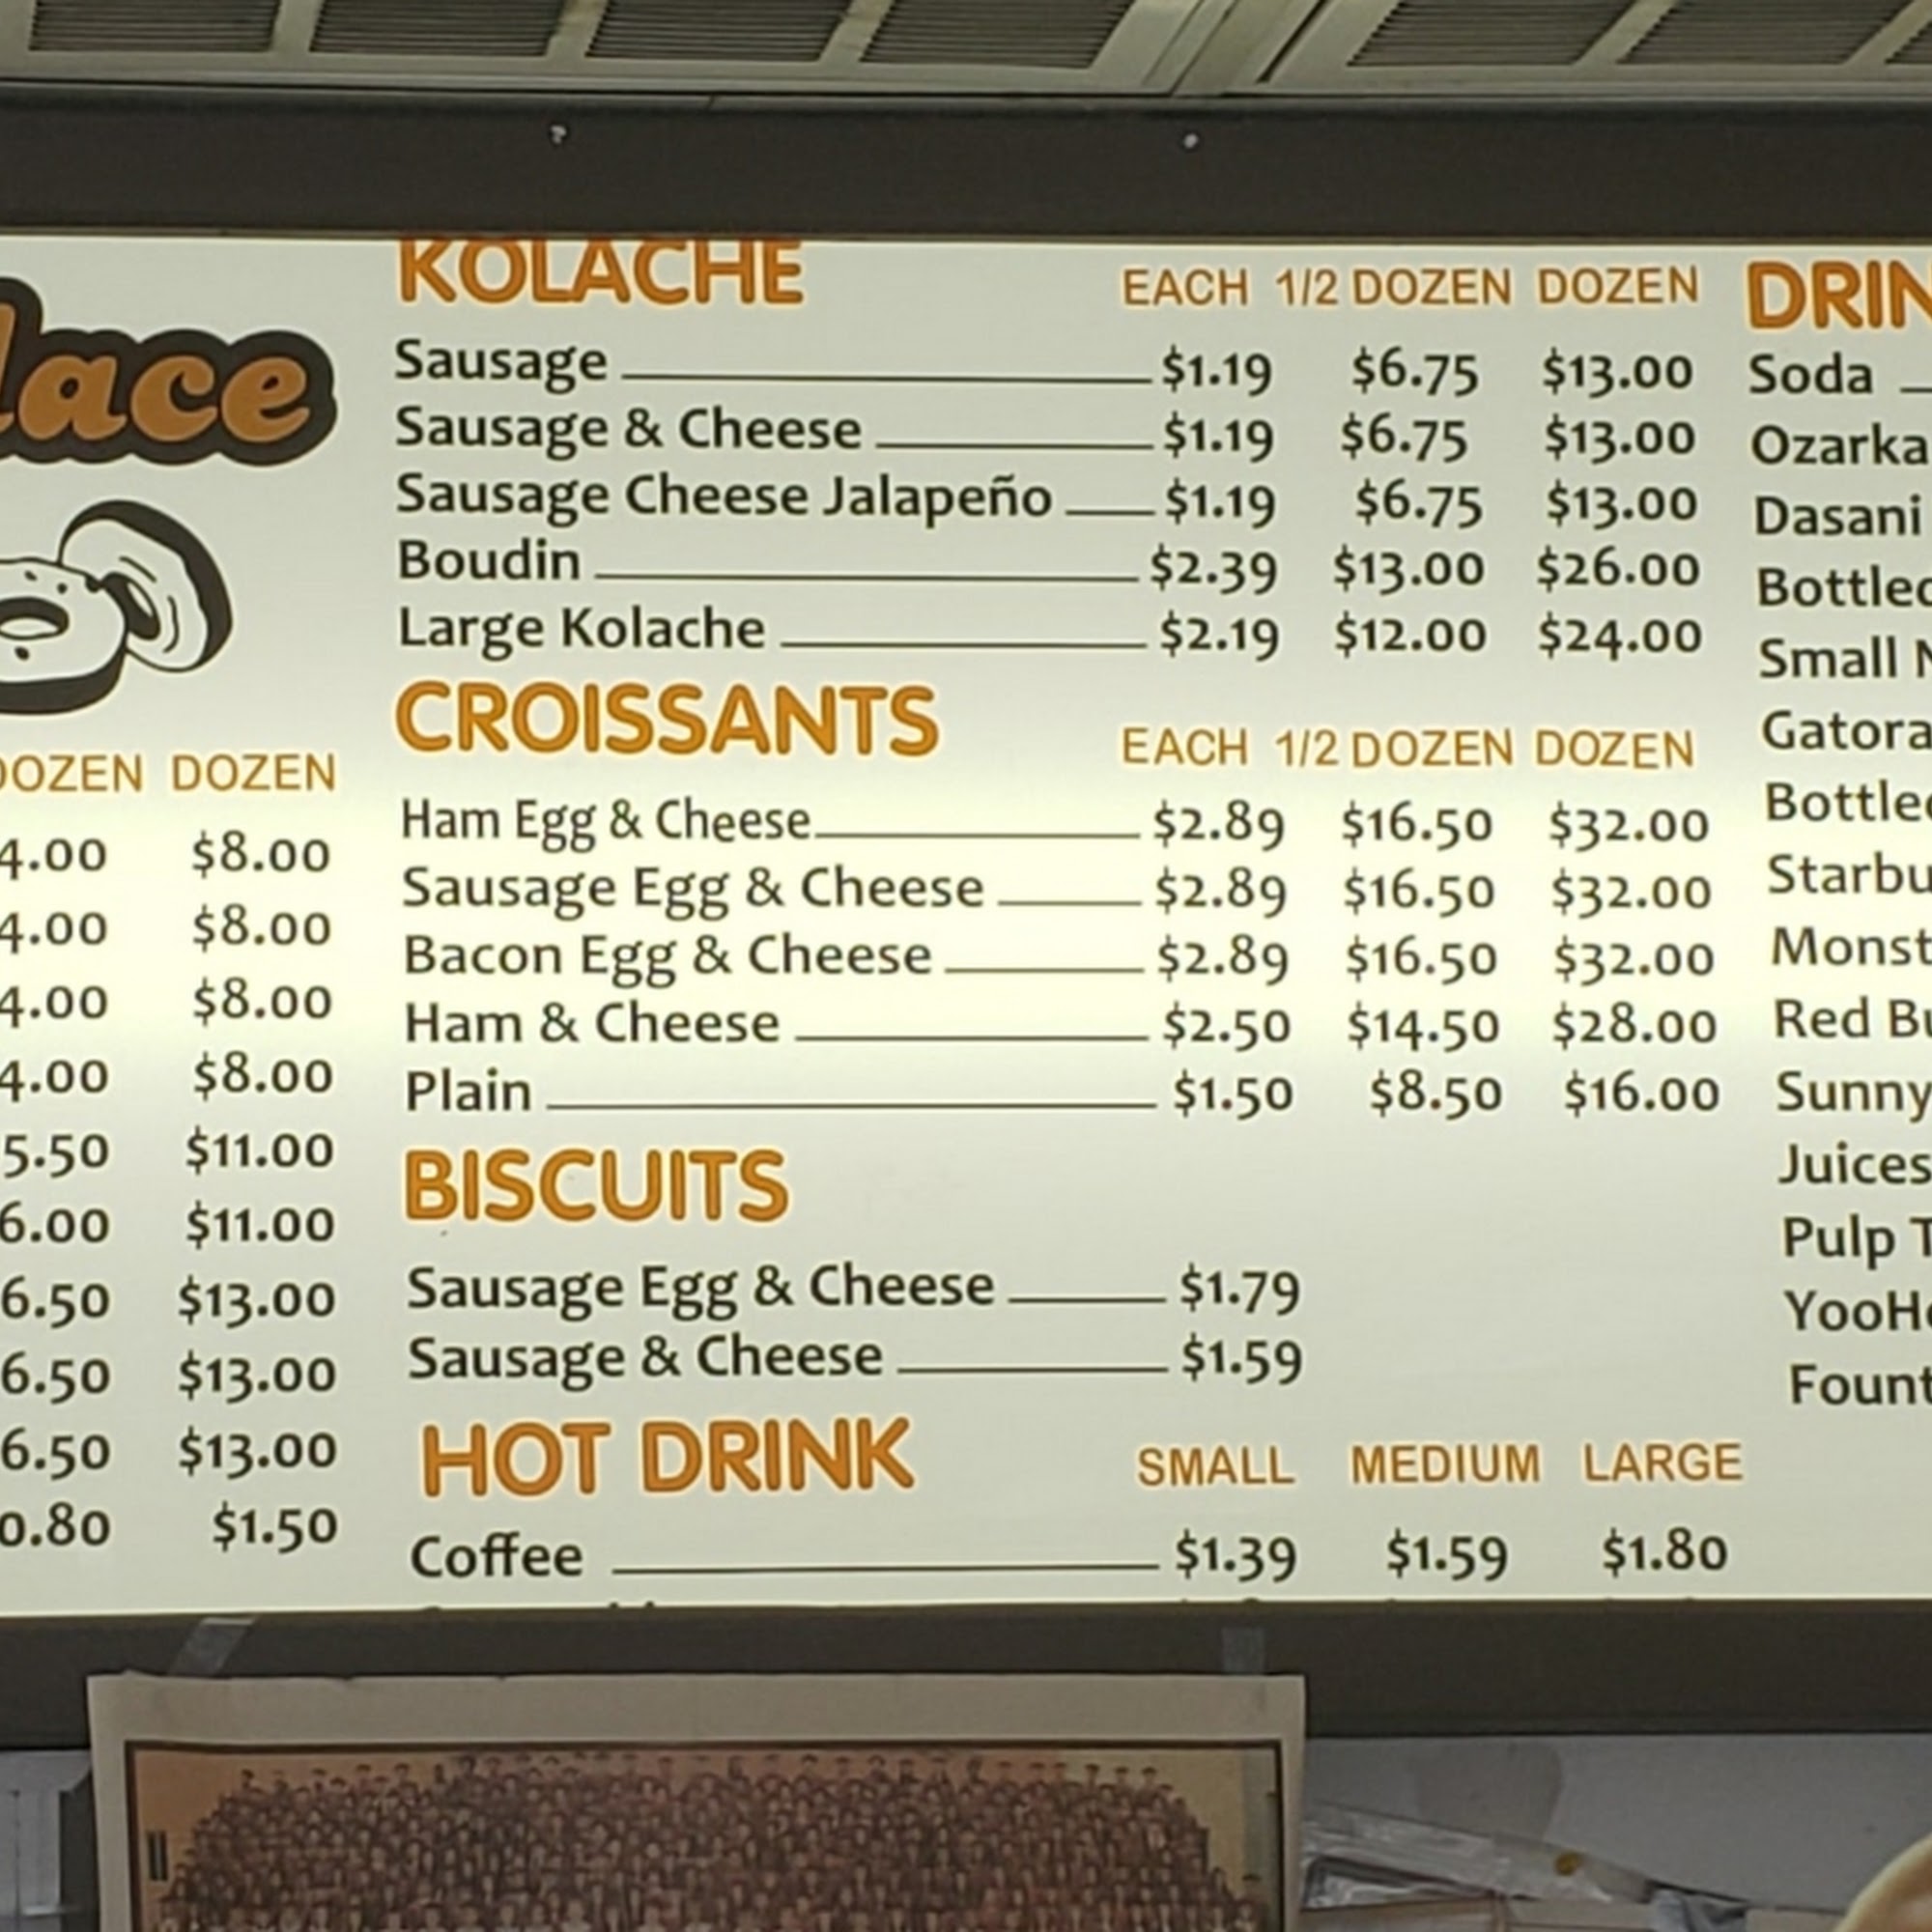 lace
DOZEN DOZEN
4.00 $8.00
4.00 $8.00
4.00 $8.00
4.00 $8.00
5.50 $11.00
6.00 $11.00
6.50 $13.00
6.50 $13.00
6.50 $13.00
0.80 $1.50
KOLACHE EACH 1/2 DOZEN DOZEN
Sausage $1.19 $6.75 $13.00
Sausage & Cheese $1.19 $6.75 $13.00
Sausage Cheese Jalapeño $1.19 $6.75 $13.00
Boudin $2.39 $13.00 $26.00
Large Kolache $2.19 $12.00 $24.00
CROISSANTS EACH 1/2 DOZEN DOZEN
Ham Egg & Cheese $2.89 $16.50 $32.00
Sausage Egg & Cheese $2.89 $16.50 $32.00
Bacon Egg & Cheese $2.89 $16.50 $32.00
Ham & Cheese $2.50 $14.50 $28.00
Plain $1.50 $8.50 $16.00
BISCUITS
Sausage Egg & Cheese $1.79
Sausage & Cheese $1.59
HOT DRINK SMALL MEDIUM LARGE
Coffee $1.39 $1.59 $1.80
DRIN
Soda
Ozarka
Dasani
Bottled
Small
Gatora
Bottle
Starbu
Monst
Red Bu
Sunny
Juices
Pulp T
YooHo
Fount